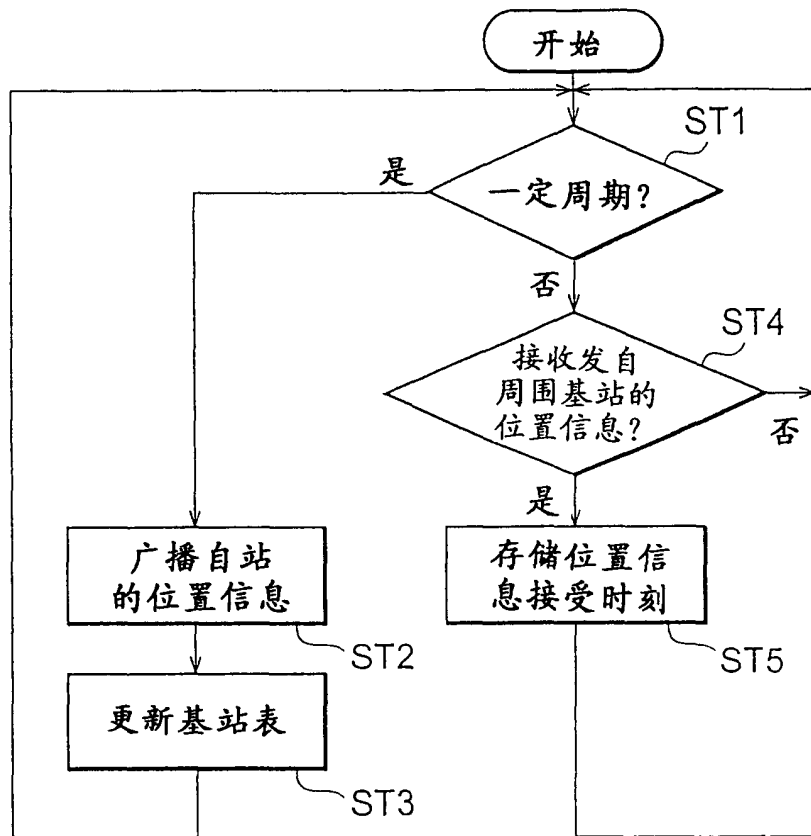 开始
ST1
是
一定周期?
否
ST4
接收发自
周围基站的
位置信息?
否
是
广播自站
的位置信息
ST2
存储位置信
息接受时刻
ST5
更新基站表
ST3